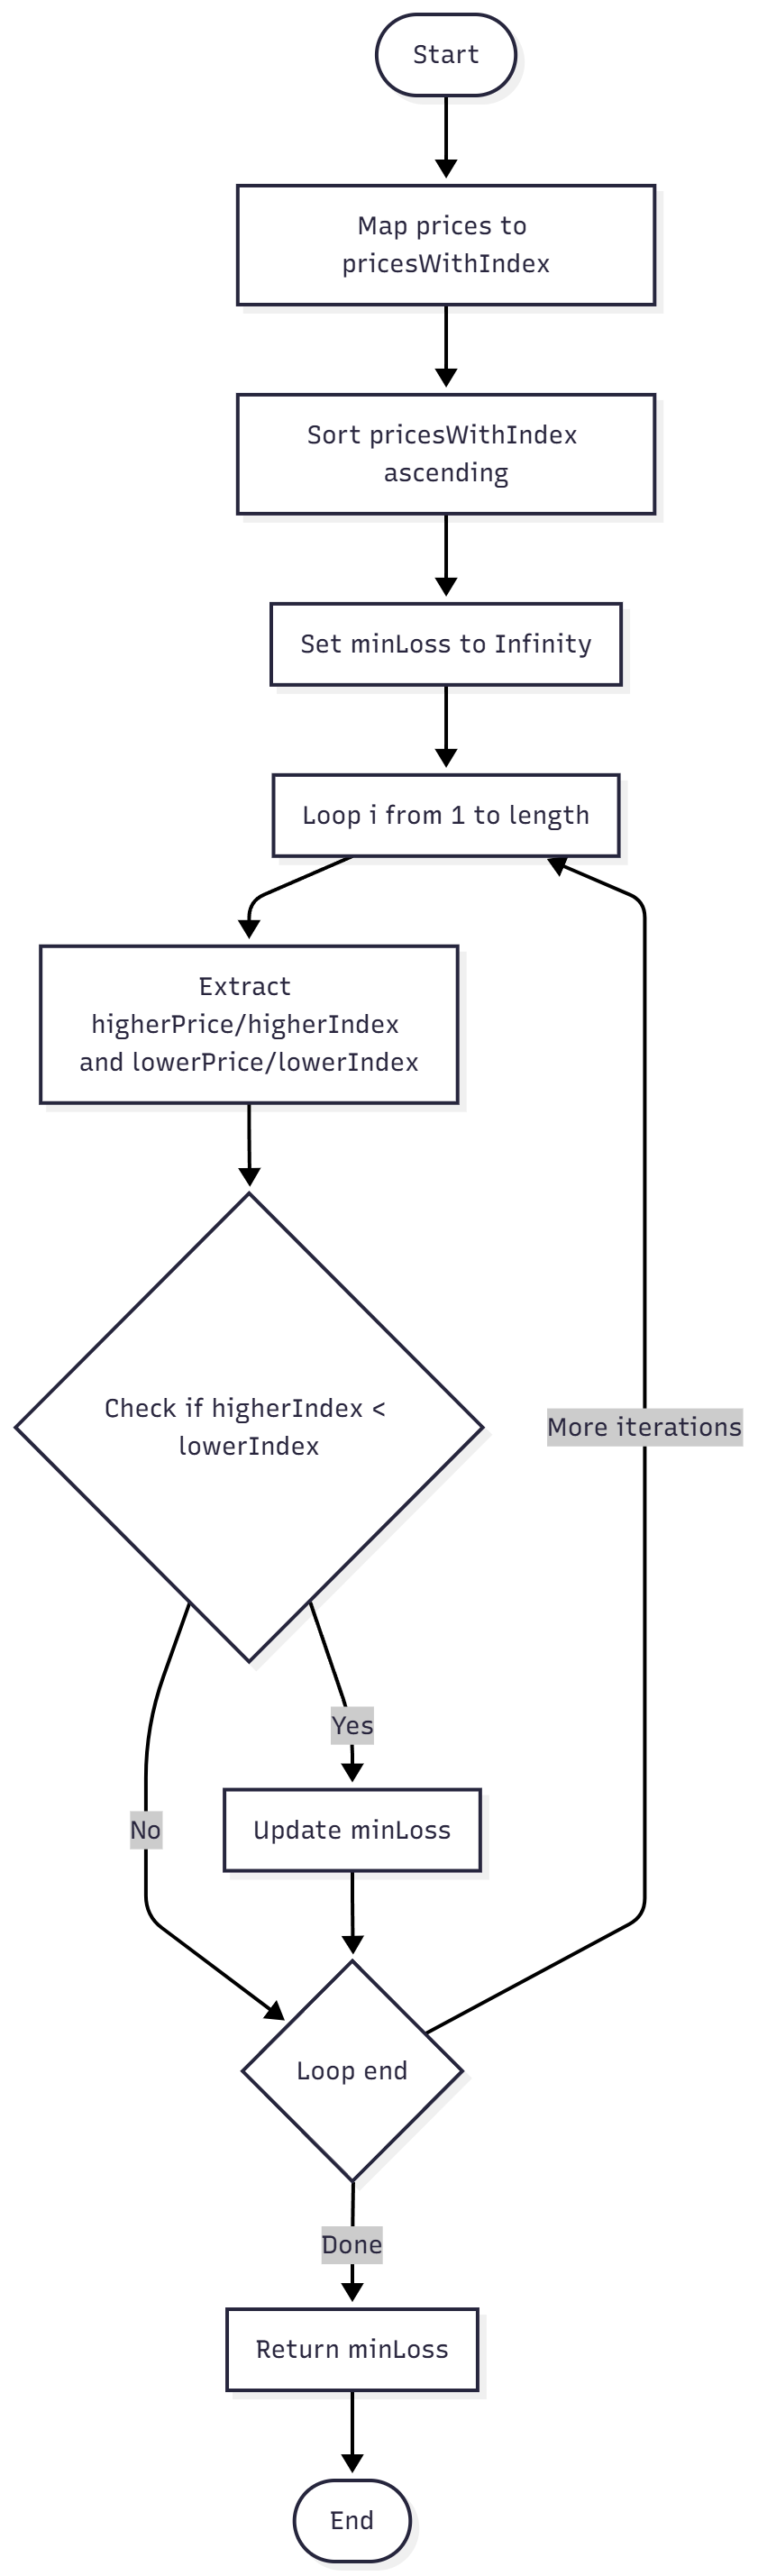 Start
Map prices to
pricesWithIndex
Sort pricesWithIndex
ascending
Set minLoss to Infinity
Loop i from 1 to length
Extract
higherPrice/higherIndex
and lowerPrice/lowerIndex
Check if higherIndex <
lowerIndex
More iterations
Yes
No
Update minLoss
Loop end
Done
Return minLoss
End